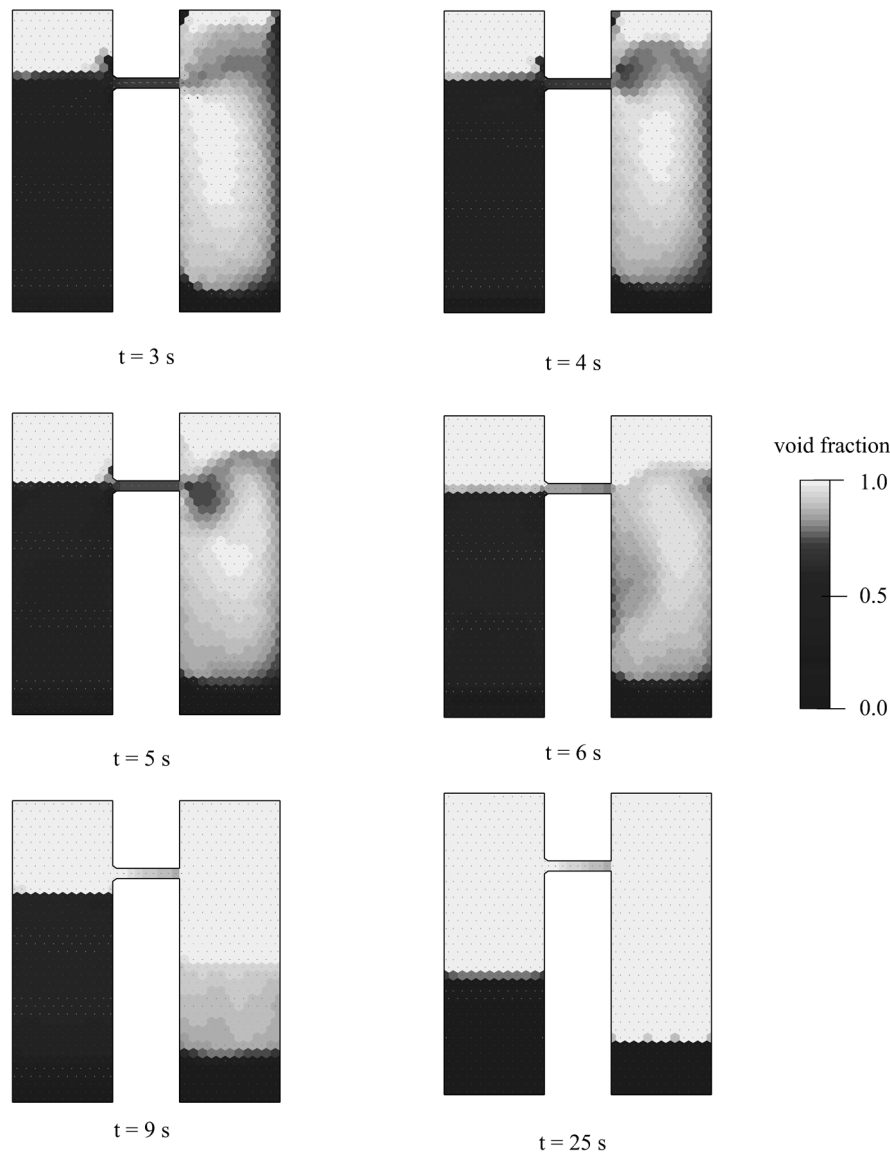 t = 3 s
t = 4 s
t = 5 s
t = 6 s
void fraction
1.0
0.5
0.0
t = 9 s
t = 25 s